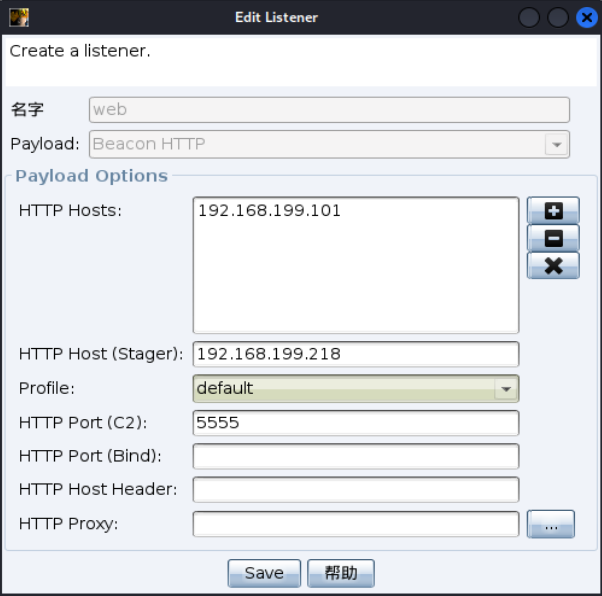 Edit Listener
Create a listener.
名字 web
Payload: Beacon HTTP
Payload Options
HTTP Hosts: 192.168.199.101
HTTP Host (Stager): 192.168.199.218
Profile: default
HTTP Port (C2): 5555
HTTP Port (Bind):
HTTP Host Header:
HTTP Proxy: ...
Save 帮助